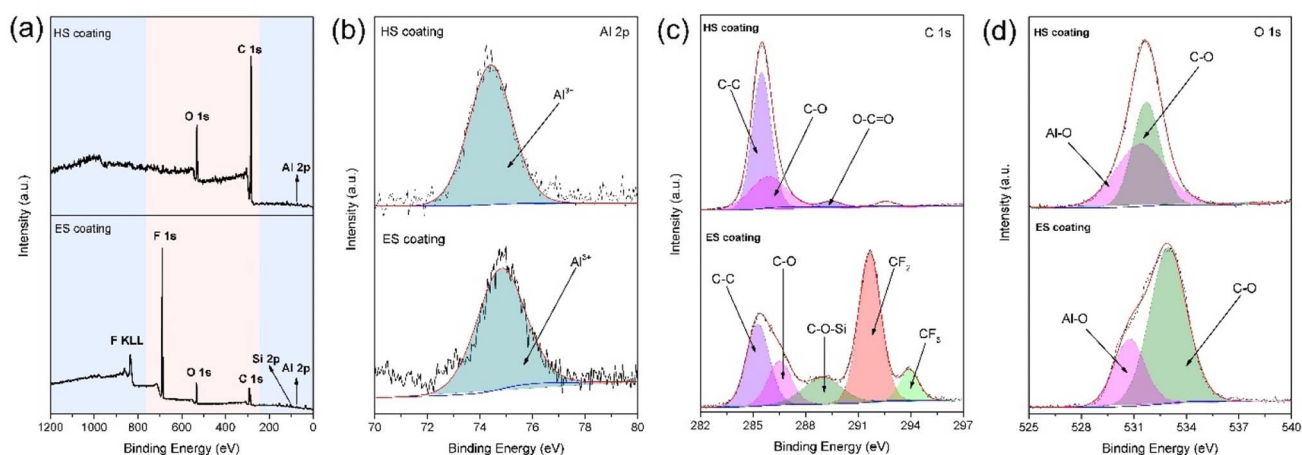 (a)
HS coating
C 1s
O 1s
Al 2p
ES coating
F 1s
F KLL
O 1s
C 1s
Si 2p
Al 2p
Intensity (a.u.)
1200 1000 800 600 400 200 0
Binding Energy (eV)
(b)
HS coating
Al 2p
Al³⁺
ES coating
Al³⁺
Intensity (a.u.)
70 72 74 76 78 80
Binding Energy (eV)
(c)
HS coating
C 1s
C-C
C-O
O-C=O
ES coating
C-C
C-O
C-O-Si
CF₂
CF₃
Intensity (a.u.)
282 285 288 291 294 297
Binding Energy (eV)
(d)
HS coating
O 1s
C-O
Al-O
ES coating
Al-O
C-O
Intensity (a.u.)
525 528 531 534 537 540
Binding Energy (eV)